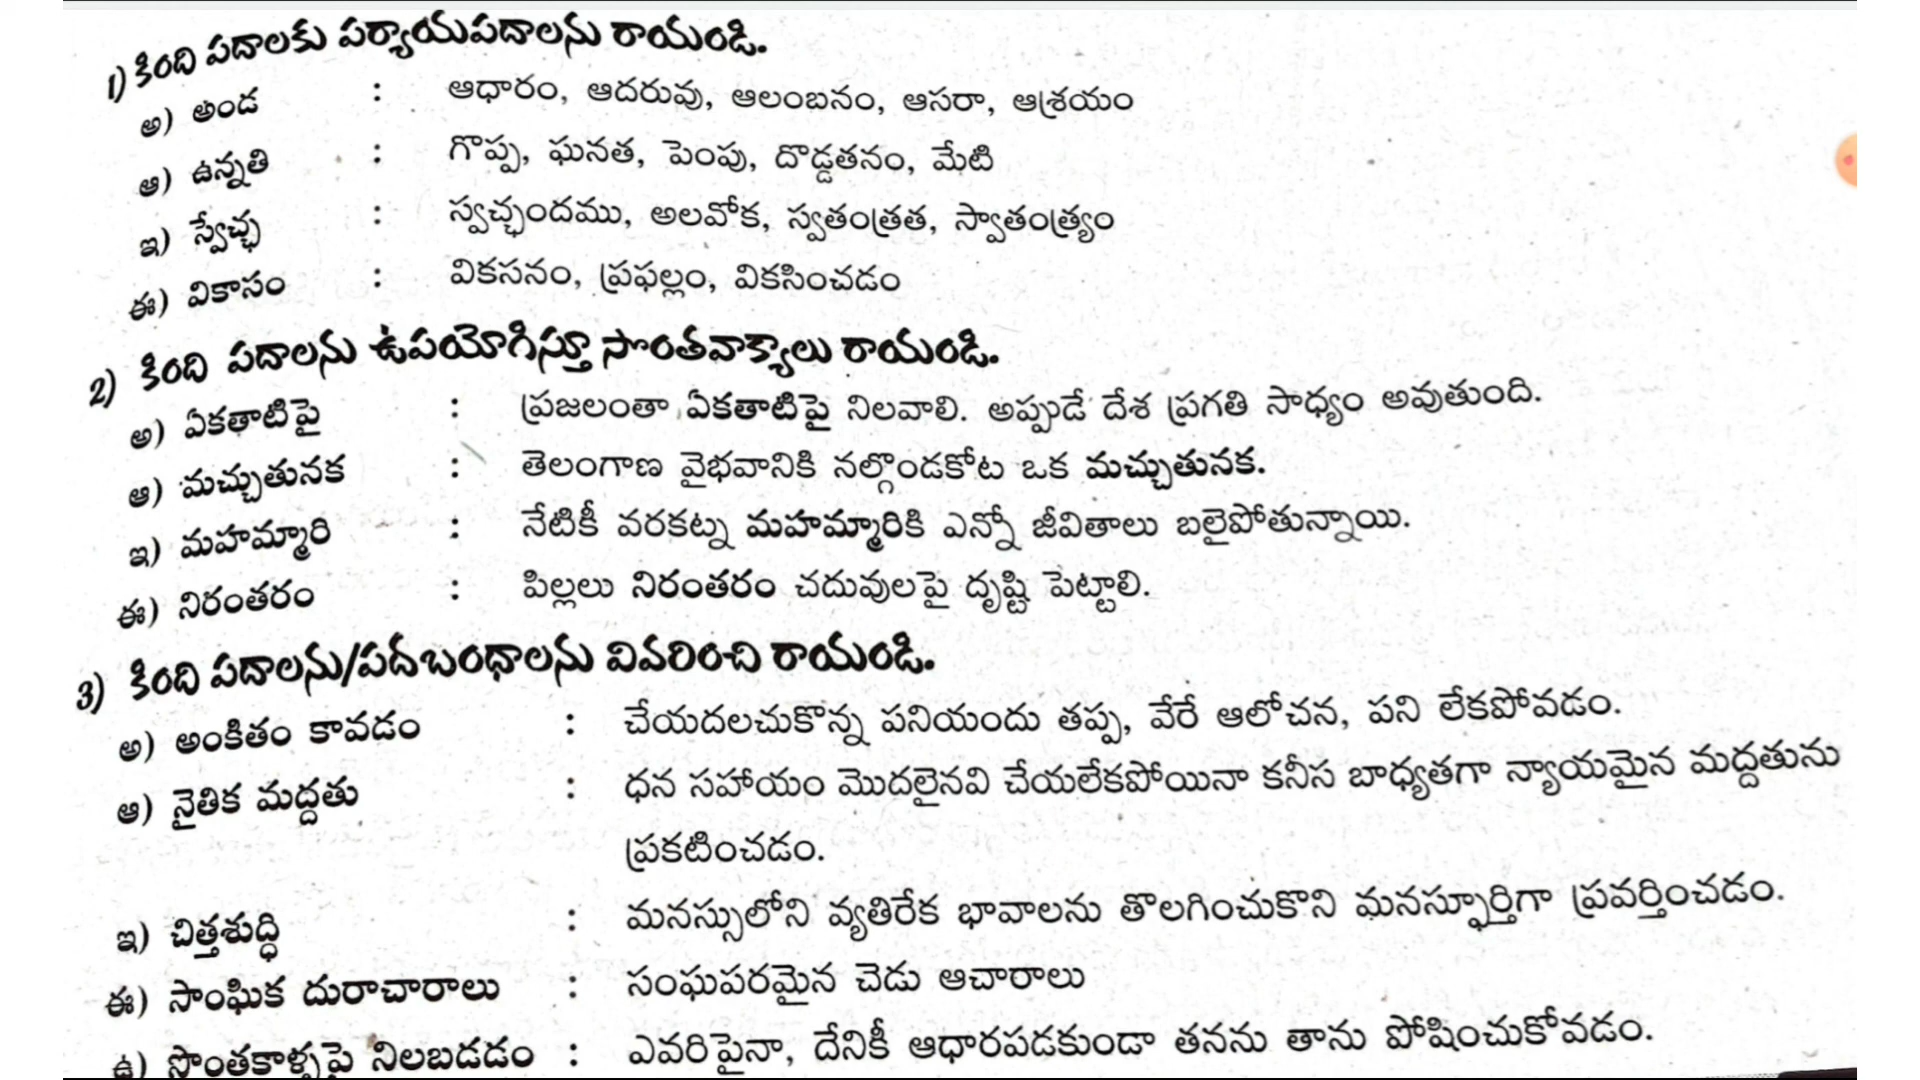 1) కింది పదాలకు పర్యాయపదాలను రాయండి.
అ) అండ : ఆధారం, ఆదరువు, ఆలంబనం, ఆసరా, ఆశ్రయం
ఆ) ఉన్నతి : గొప్ప, ఘనత, పెంపు, దొడ్డతనం, మేటి
ఇ) స్వేచ్ఛ : స్వచ్ఛందము, అలవోక, స్వతంత్రత, స్వాతంత్ర్యం
ఈ) వికాసం : వికసనం, ప్రఫల్లం, వికసించడం
2) కింది పదాలను ఉపయోగిస్తూ సొంతవాక్యాలు రాయండి.
అ) ఏకతాటిపై : ప్రజలంతా ఏకతాటిపై నిలవాలి. అప్పుడే దేశ ప్రగతి సాధ్యం అవుతుంది.
ఆ) మచ్చుతునక : తెలంగాణ వైభవానికి నల్గొండకోట ఒక మచ్చుతునక.
ఇ) మహమ్మారి : నేటికీ వరకట్న మహమ్మారికి ఎన్నో జీవితాలు బలైపోతున్నాయి.
ఈ) నిరంతరం : పిల్లలు నిరంతరం చదువులపై దృష్టి పెట్టాలి.
3) కింది పదాలను/పదబంధాలను వివరించి రాయండి.
అ) అంకితం కావడం : చేయదలచుకొన్న పనియందు తప్ప, వేరే ఆలోచన, పని లేకపోవడం.
ఆ) నైతిక మద్దతు : ధన సహాయం మొదలైనవి చేయలేకపోయినా కనీస బాధ్యతగా న్యాయమైన మద్దతును
ప్రకటించడం.
ఇ) చిత్తశుద్ధి : మనస్సులోని వ్యతిరేక భావాలను తొలగించుకొని మనస్ఫూర్తిగా ప్రవర్తించడం.
ఈ) సాంఘిక దురాచారాలు : సంఘపరమైన చెడు ఆచారాలు
ఉ) సొంతకాళ్ళపై నిలబడడం : ఎవరిపైనా, దేనికీ ఆధారపడకుండా తనను తాను పోషించుకోవడం.